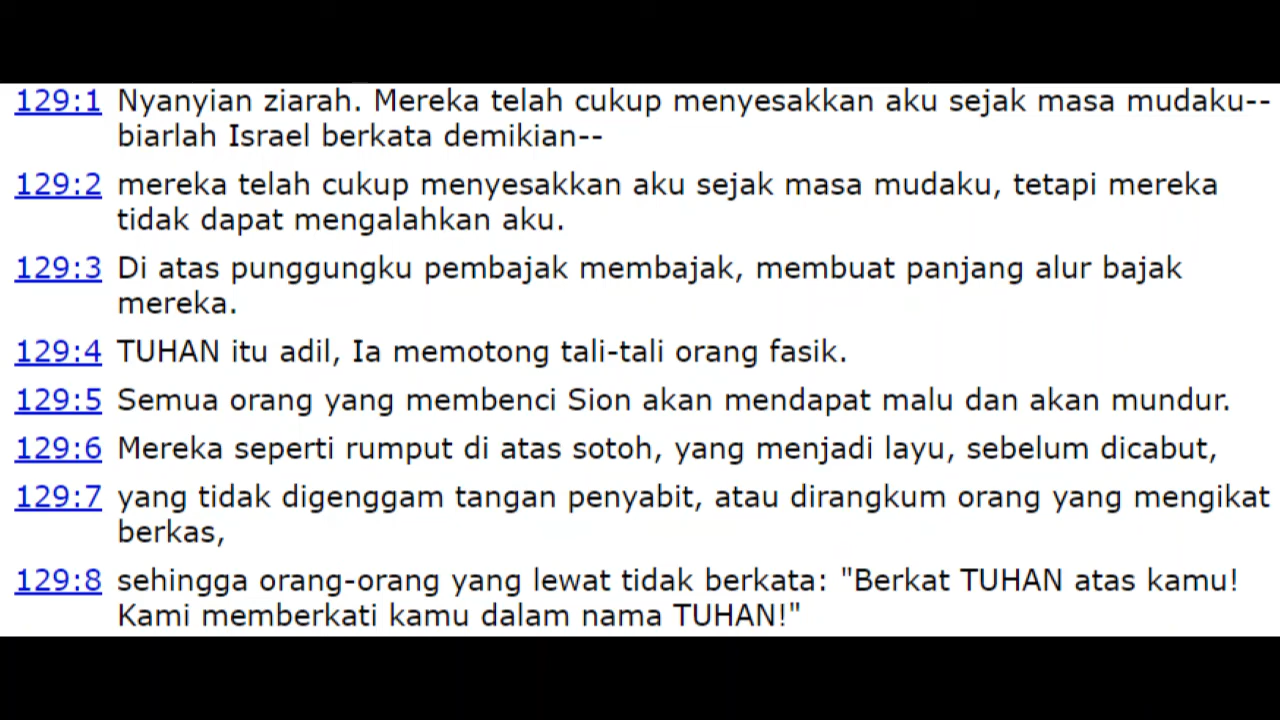 129:1 Nyanyian ziarah. Mereka telah cukup menyesakkan aku sejak masa mudaku--
biarlah Israel berkata demikian--
129:2 mereka telah cukup menyesakkan aku sejak masa mudaku, tetapi mereka
tidak dapat mengalahkan aku.
129:3 Di atas punggungku pembajak membajak, membuat panjang alur bajak
mereka.
129:4 TUHAN itu adil, Ia memotong tali-tali orang fasik.
129:5 Semua orang yang membenci Sion akan mendapat malu dan akan mundur.
129:6 Mereka seperti rumput di atas sotoh, yang menjadi layu, sebelum dicabut,
129:7 yang tidak digenggam tangan penyabit, atau dirangkum orang yang mengikat
berkas,
129:8 sehingga orang-orang yang lewat tidak berkata: "Berkat TUHAN atas kamu!
Kami memberkati kamu dalam nama TUHAN!"